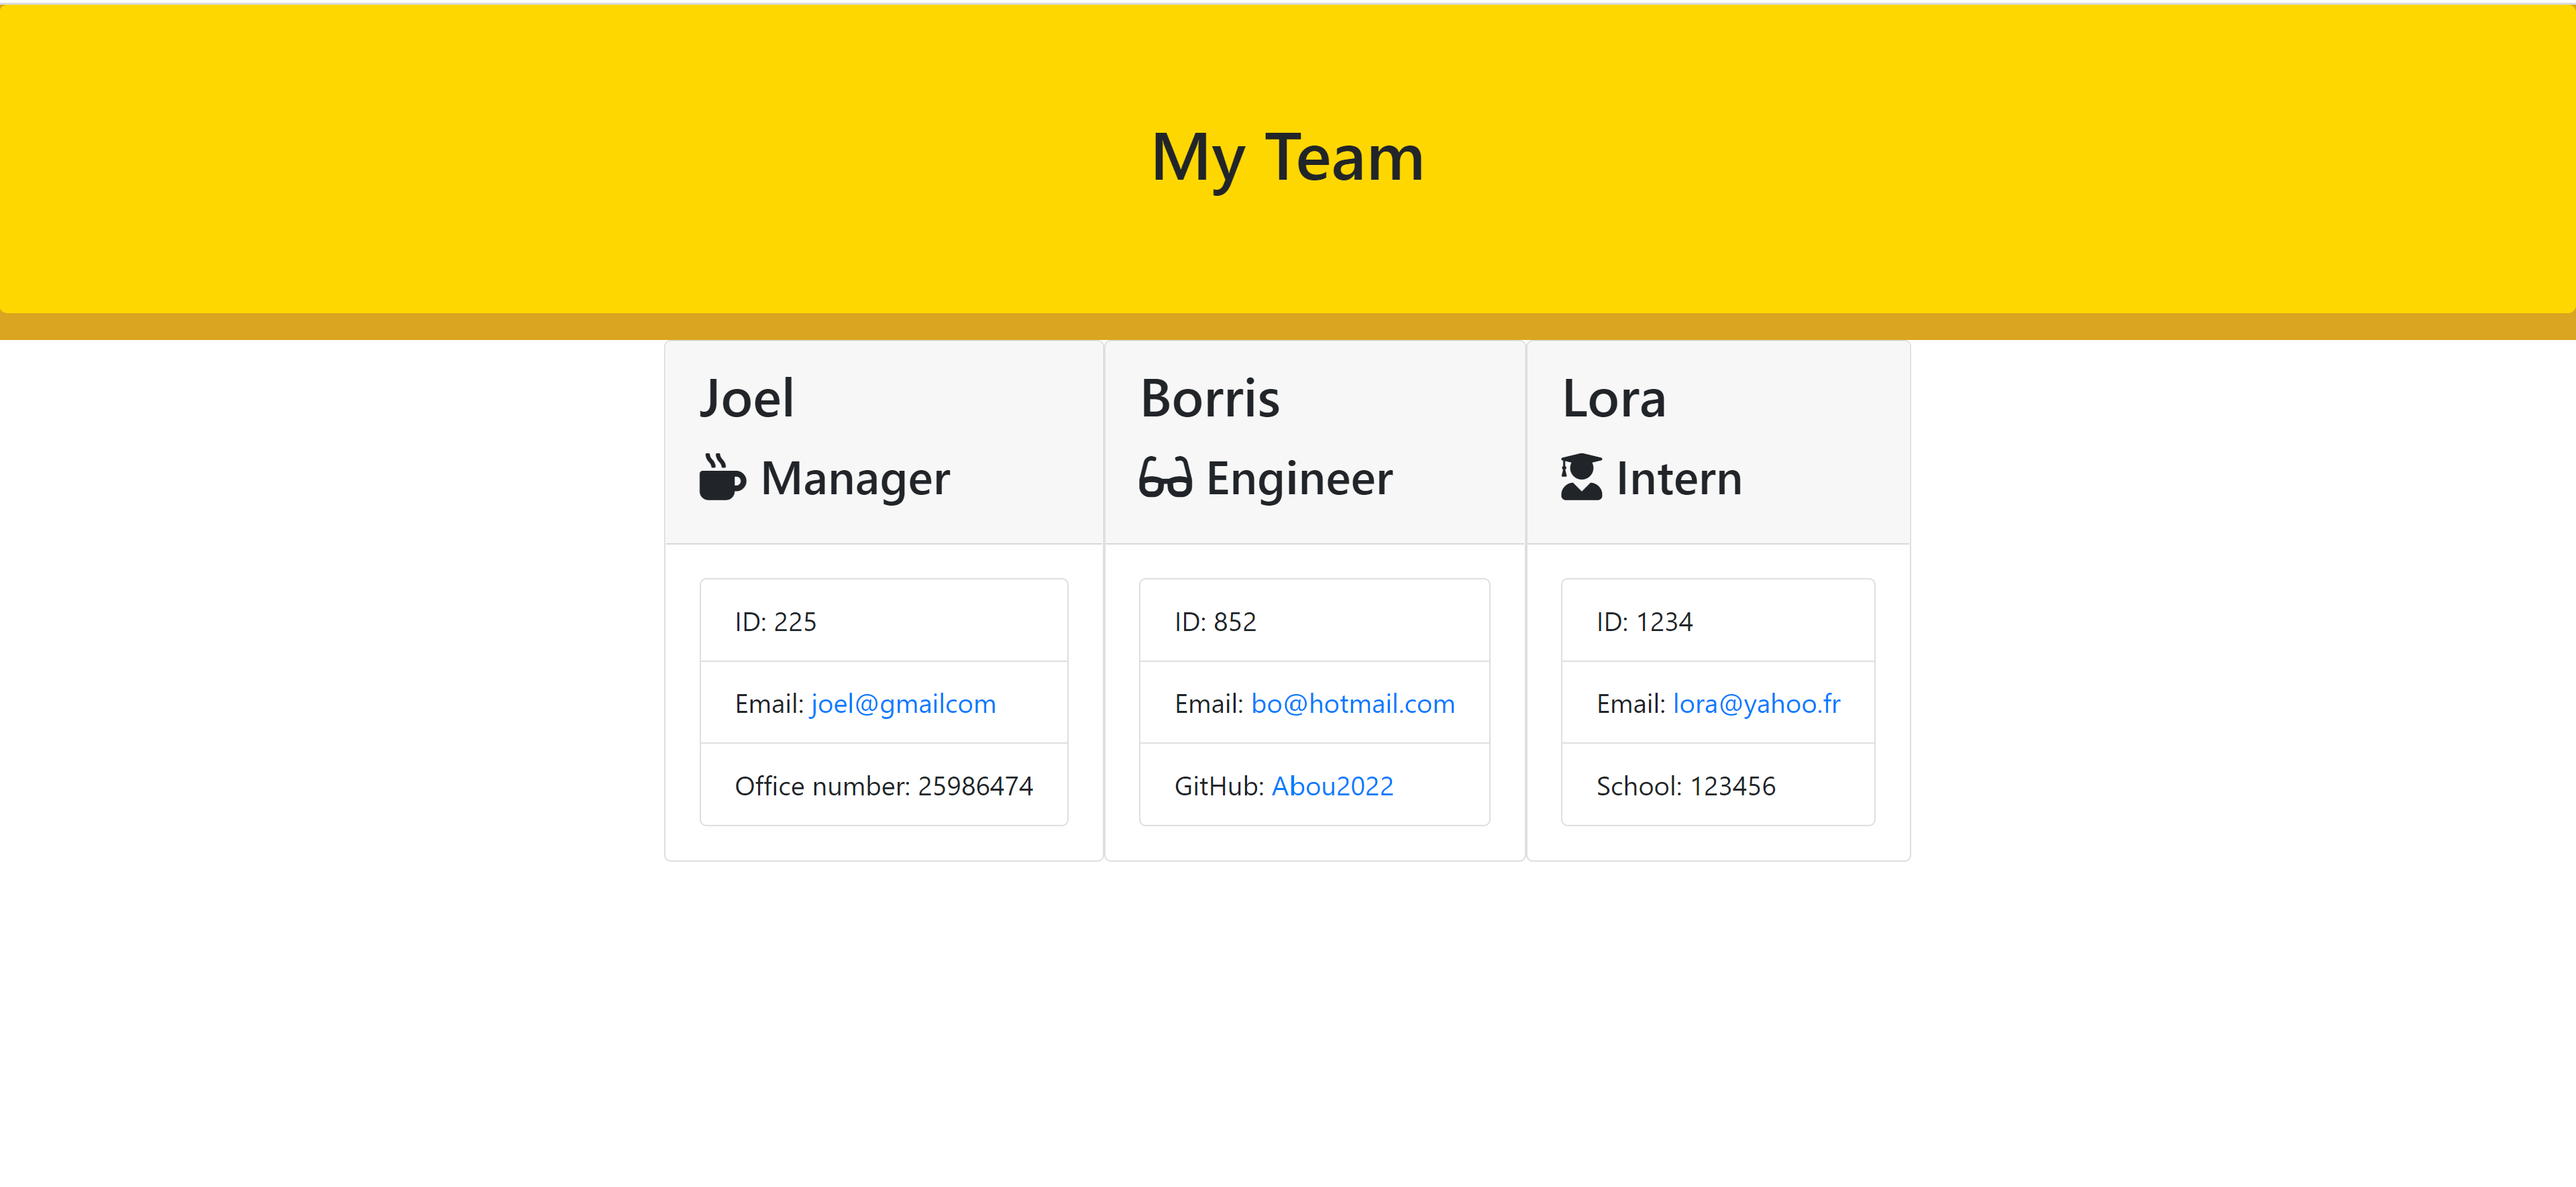 My Team
Joel
Manager
ID: 225
Email: joel@gmailcom
Office number: 25986474
Borris
Engineer
ID: 852
Email: bo@hotmail.com
GitHub: Abou2022
Lora
Intern
ID: 1234
Email: lora@yahoo.fr
School: 123456